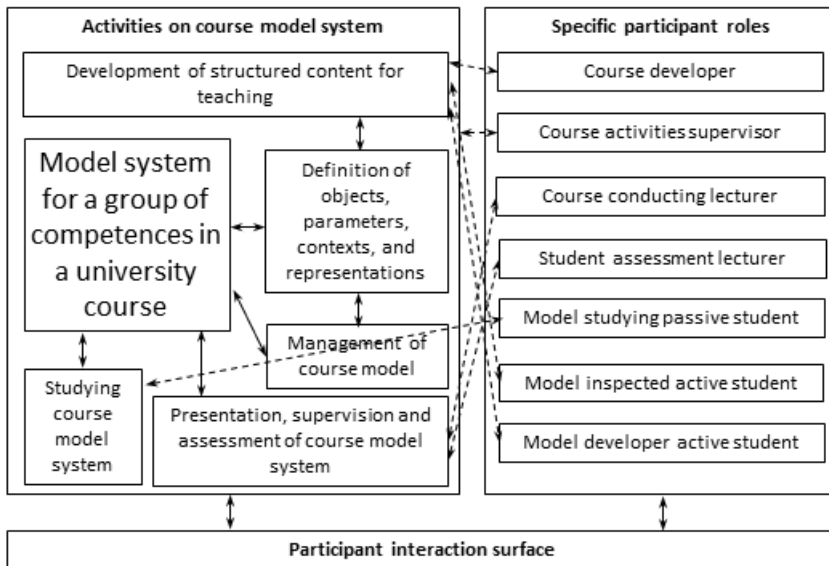 Activities on course model system
Development of structured content for
teaching
Model system
for a group of
competences in
a university
course
Definition of
objects,
parameters,
contexts, and
representations
Management of
course model
Studying
course
model
system
Presentation, supervision and
assessment of course model
system
Specific participant roles
Course developer
Course activities supervisor
Course conducting lecturer
Student assessment lecturer
Model studying passive student
Model inspected active student
Model developer active student
Participant interaction surface